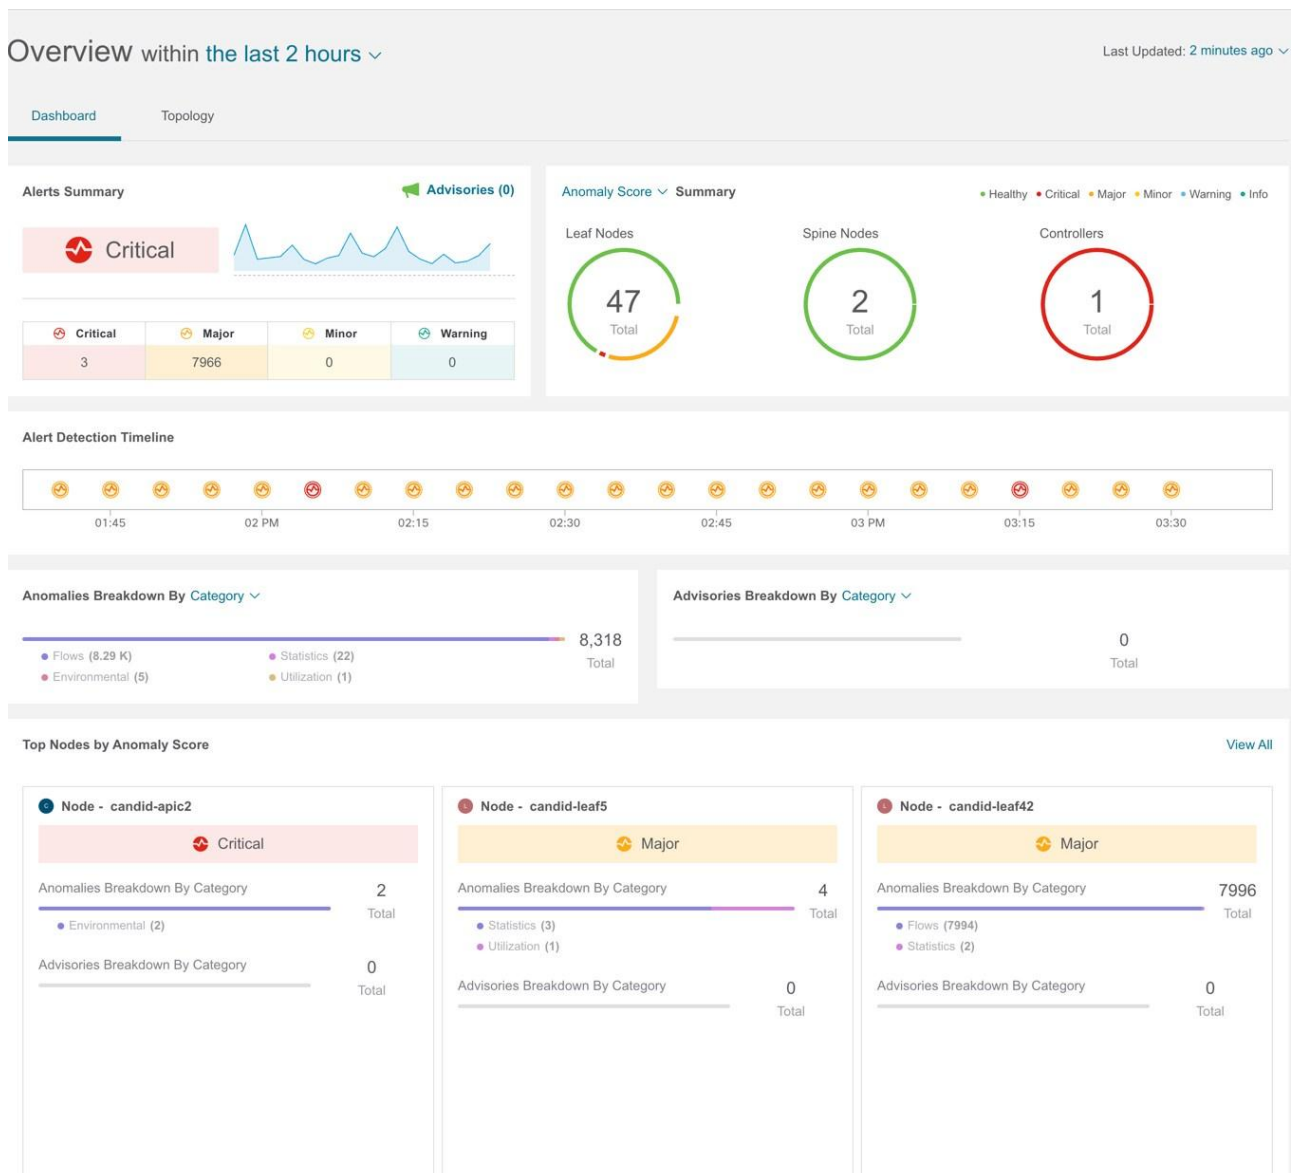 Overview within the last 2 hours
Last Updated: 2 minutes ago
Dashboard
Topology
Alerts Summary
Advisories (0)
Critical
Critical
Major
Minor
Warning
3
7966
0
0
Anomaly Score Summary
Healthy Critical Major Minor Warning Info
Leaf Nodes
Spine Nodes
Controllers
47
Total
2
Total
1
Total
Alert Detection Timeline
01:45
02 PM
02:15
02:30
02:45
03 PM
03:15
03:30
Anomalies Breakdown By Category
8,318
Total
Flows (8.29 K)
Statistics (22)
Environmental (5)
Utilization (1)
Advisories Breakdown By Category
0
Total
Top Nodes by Anomaly Score
View All
C
Node - candid-apic2
Critical
Anomalies Breakdown By Category
2
Total
Environmental (2)
Advisories Breakdown By Category
0
Total
L
Node - candid-leaf5
Major
Anomalies Breakdown By Category
4
Total
Statistics (3)
Utilization (1)
Advisories Breakdown By Category
0
Total
L
Node - candid-leaf42
Major
Anomalies Breakdown By Category
7996
Total
Flows (7994)
Statistics (2)
Advisories Breakdown By Category
0
Total